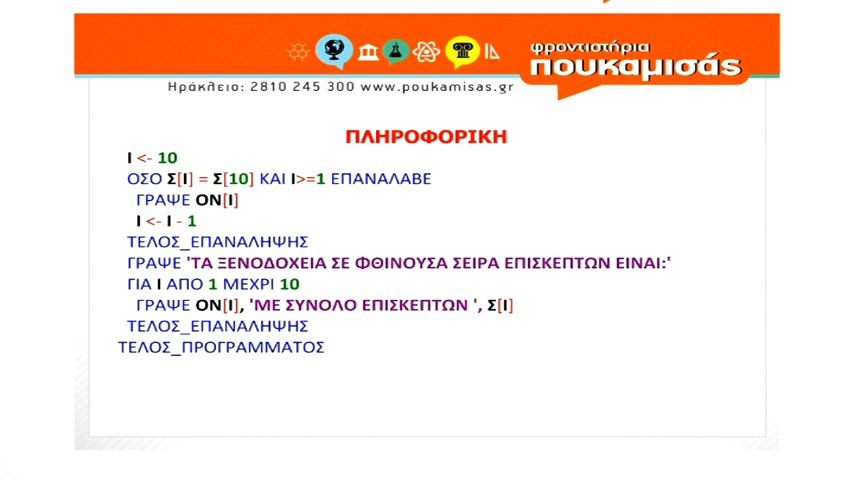 φροντιστήρια
πουκαμισάς
Ηράκλειο: 2810 245 300 www.poukamisas.gr
ΠΛΗΡΟΦΟΡΙΚΗ
Ι <- 10
ΟΣΟ Σ[Ι] = Σ[10] ΚΑΙ Ι>=1 ΕΠΑΝΑΛΑΒΕ
ΓΡΑΨΕ ΟΝ[Ι]
Ι <- Ι - 1
ΤΕΛΟΣ_ΕΠΑΝΑΛΗΨΗΣ
ΓΡΑΨΕ 'ΤΑ ΞΕΝΟΔΟΧΕΙΑ ΣΕ ΦΘΙΝΟΥΣΑ ΣΕΙΡΑ ΕΠΙΣΚΕΠΤΩΝ ΕΙΝΑΙ:'
ΓΙΑ Ι ΑΠΟ 1 ΜΕΧΡΙ 10
ΓΡΑΨΕ ΟΝ[Ι], 'ΜΕ ΣΥΝΟΛΟ ΕΠΙΣΚΕΠΤΩΝ ', Σ[Ι]
ΤΕΛΟΣ_ΕΠΑΝΑΛΗΨΗΣ
ΤΕΛΟΣ_ΠΡΟΓΡΑΜΜΑΤΟΣ